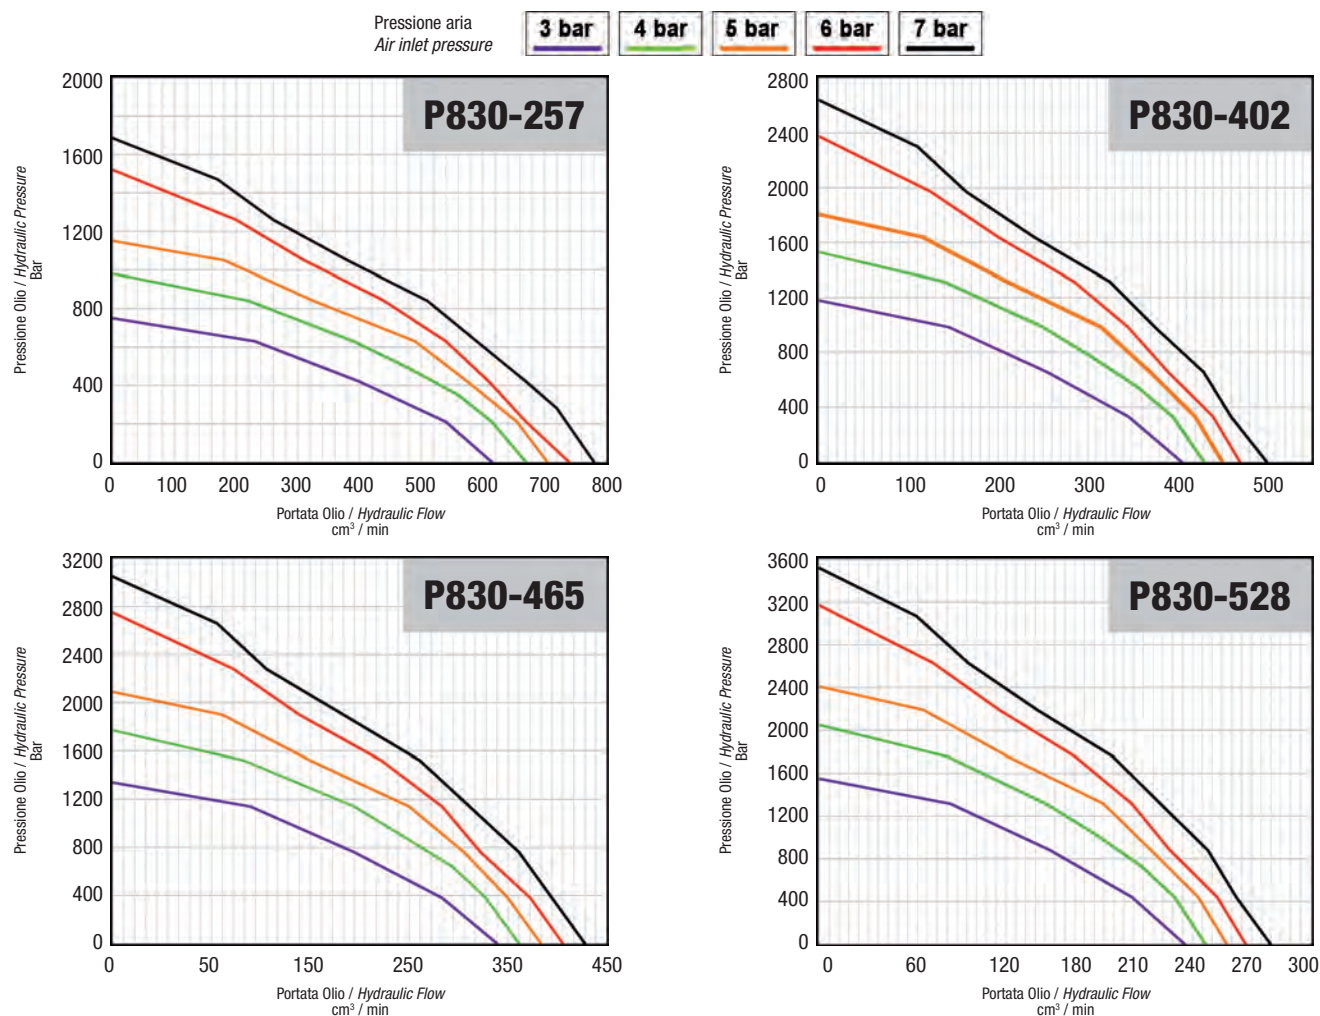 Pressione aria
Air inlet pressure
3 bar
4 bar
5 bar
6 bar
7 bar
P830-257
Pressione Olio / Hydraulic Pressure
Bar
2000
1600
1200
800
400
0
0 100 200 300 400 500 600 700 800
Portata Olio / Hydraulic Flow
cm³ / min
P830-402
Pressione Olio / Hydraulic Pressure
Bar
2800
2400
2000
1600
1200
800
400
0
0 100 200 300 400 500
Portata Olio / Hydraulic Flow
cm³ / min
P830-465
Pressione Olio / Hydraulic Pressure
Bar
3200
2800
2400
2000
1600
1200
800
400
0
0 50 150 250 350 450
Portata Olio / Hydraulic Flow
cm³ / min
P830-528
Pressione Olio / Hydraulic Pressure
Bar
3600
3200
2800
2400
2000
1600
1200
800
400
0
0 60 120 180 210 240 270 300
Portata Olio / Hydraulic Flow
cm³ / min